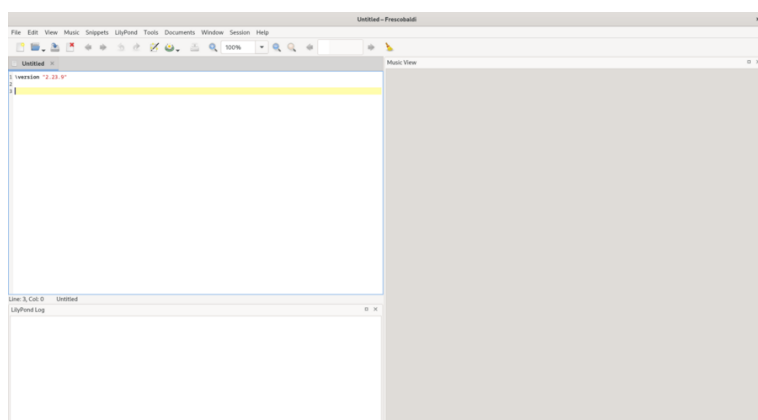 Untitled – Frescobaldi
File Edit View Music Snippets LilyPond Tools Documents Window Session Help
100%
Untitled
Music View
1 \version "2.23.9"
2
3
Line: 3, Col: 0 Untitled
LilyPond Log